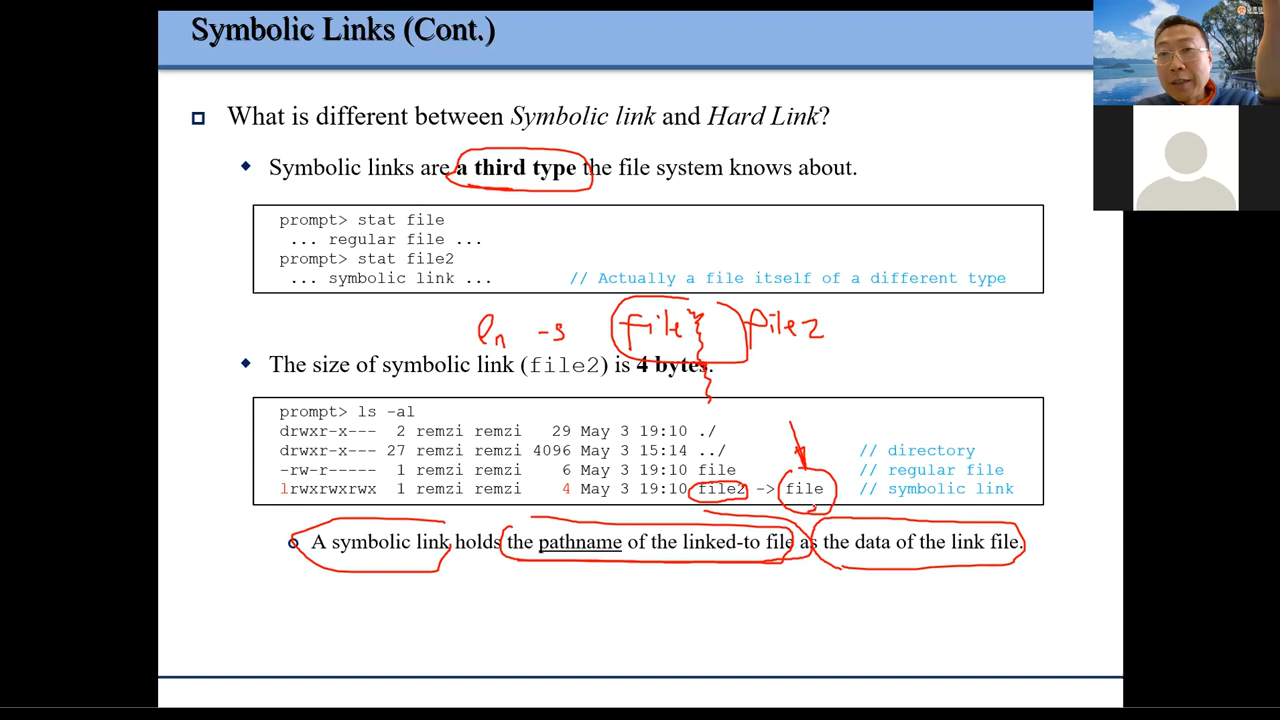 Symbolic Links (Cont.)
What is different between Symbolic link and Hard Link?
Symbolic links are a third type the file system knows about.
prompt> stat file
... regular file ...
prompt> stat file2
... symbolic link ... // Actually a file itself of a different type
ln -s file file2
The size of symbolic link (file2) is 4 bytes.
prompt> ls -al
drwxr-x--- 2 remzi remzi 29 May 3 19:10 ./
drwxr-x--- 27 remzi remzi 4096 May 3 15:14 ../ // directory
-rw-r----- 1 remzi remzi 6 May 3 19:10 file // regular file
lrwxrwxrwx 1 remzi remzi 4 May 3 19:10 file2 -> file // symbolic link
A symbolic link holds the pathname of the linked-to file as the data of the link file.